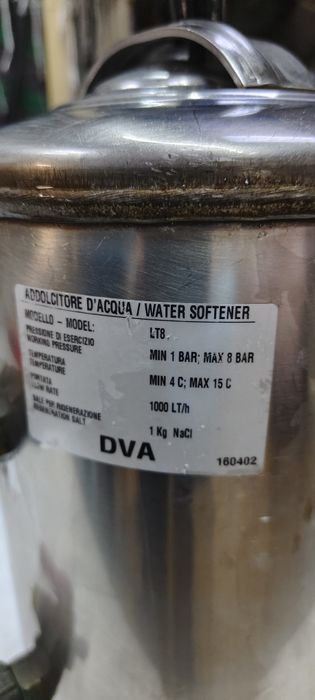 ADDOLCITORE D'ACQUA / WATER SOFTENER
MODELLO - MODEL: LT8
PRESSIONE DI ESERCIZIO
WORKING PRESSURE MIN 1 BAR; MAX 8 BAR
TEMPERATURA
TEMPERATURE MIN 4 C; MAX 15 C
PORTATA
FLOW RATE 1000 LT/h
SALE PER RIGENERAZIONE
REGENERATION SALT 1 Kg NaCl
DVA
160402